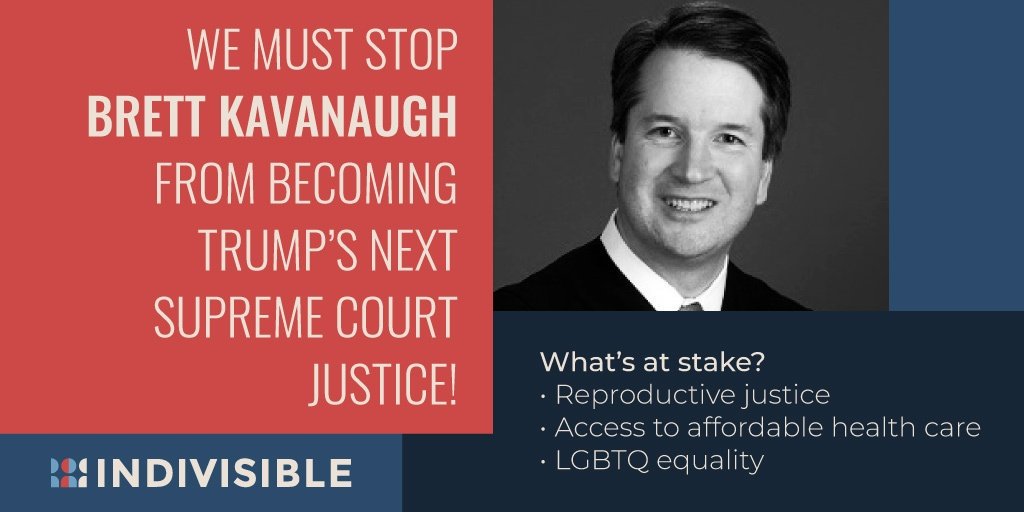 WE MUST STOP
BRETT KAVANAUGH
FROM BECOMING
TRUMP’S NEXT
SUPREME COURT
JUSTICE!
What’s at stake?
• Reproductive justice
• Access to affordable health care
• LGBTQ equality
INDIVISIBLE